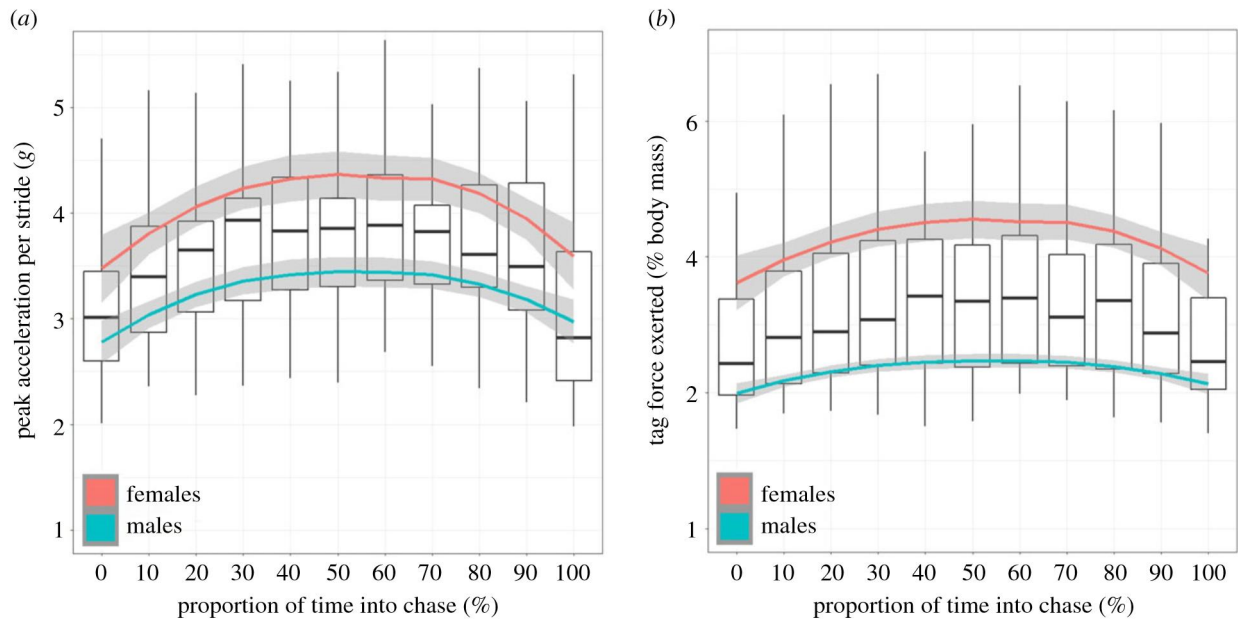 (a)
peak acceleration per stride (g)
5
4
3
2
1
females
males
0 10 20 30 40 50 60 70 80 90 100
proportion of time into chase (%)
(b)
tag force exerted (% body mass)
6
4
2
1
females
males
0 10 20 30 40 50 60 70 80 90 100
proportion of time into chase (%)